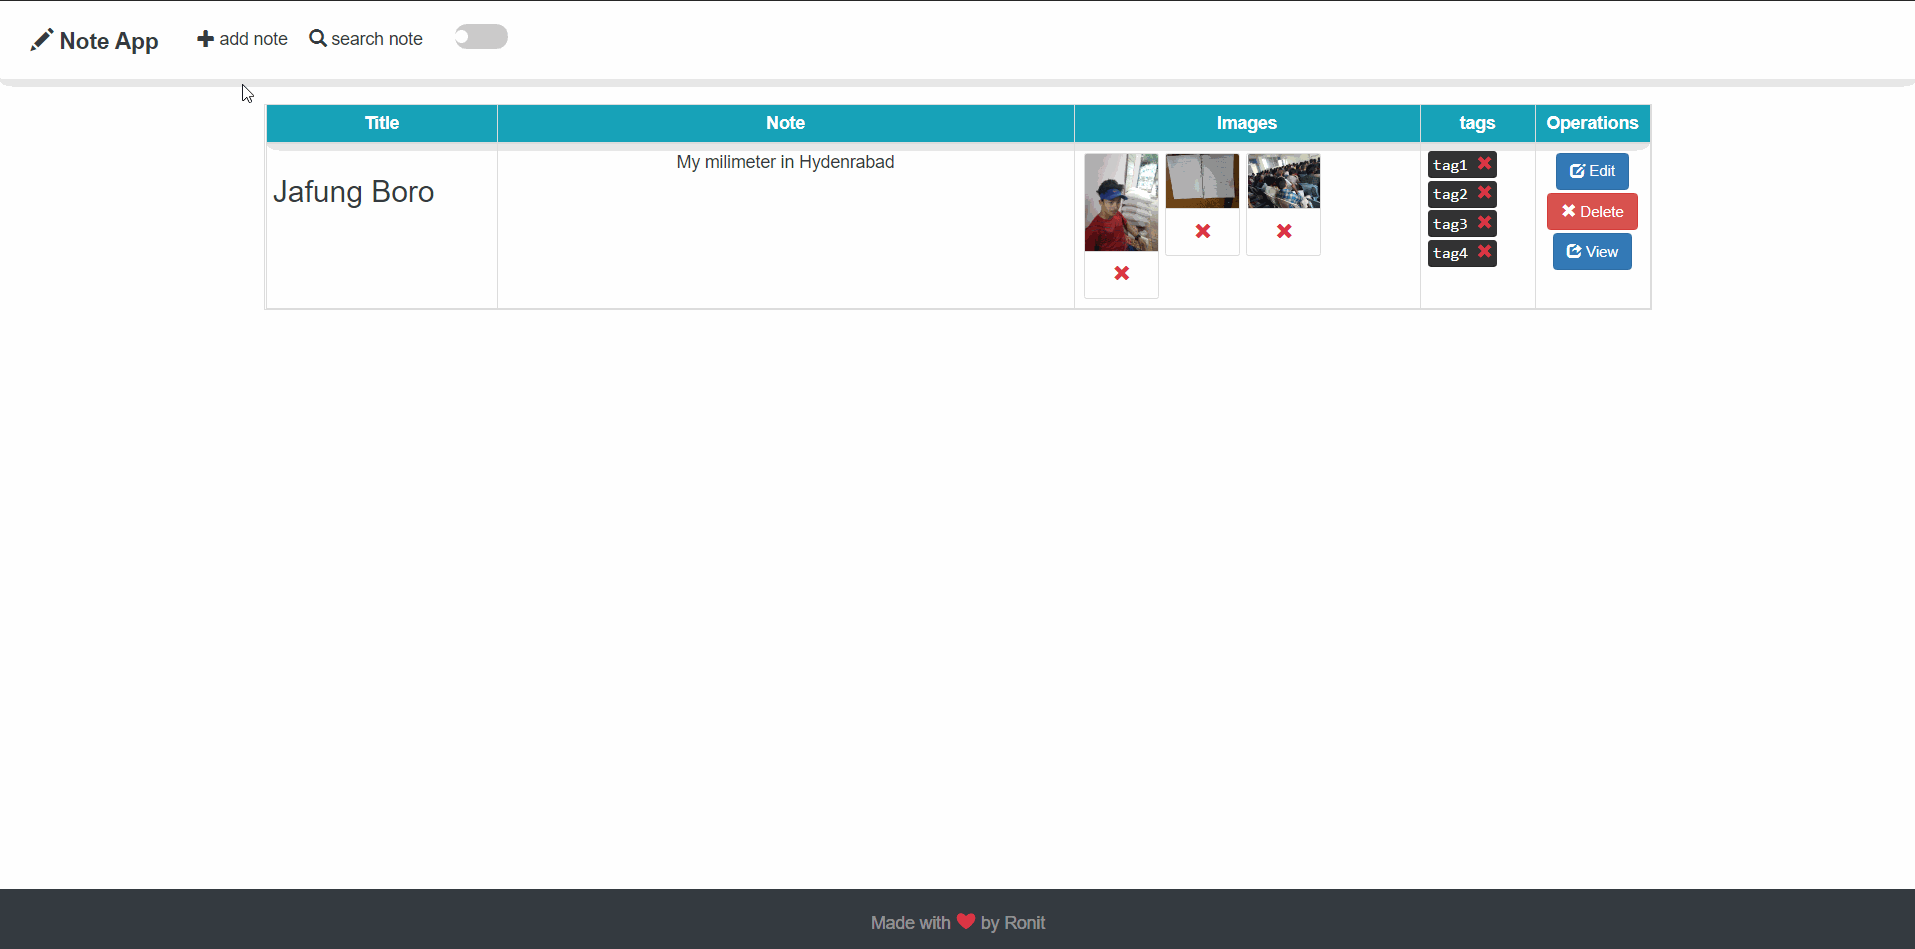 Note App add note search note
Title Note Images tags Operations
Jafung Boro
My milimeter in Hydenrabad
tag1
tag2
tag3
tag4
Edit
Delete
View
Made with by Ronit